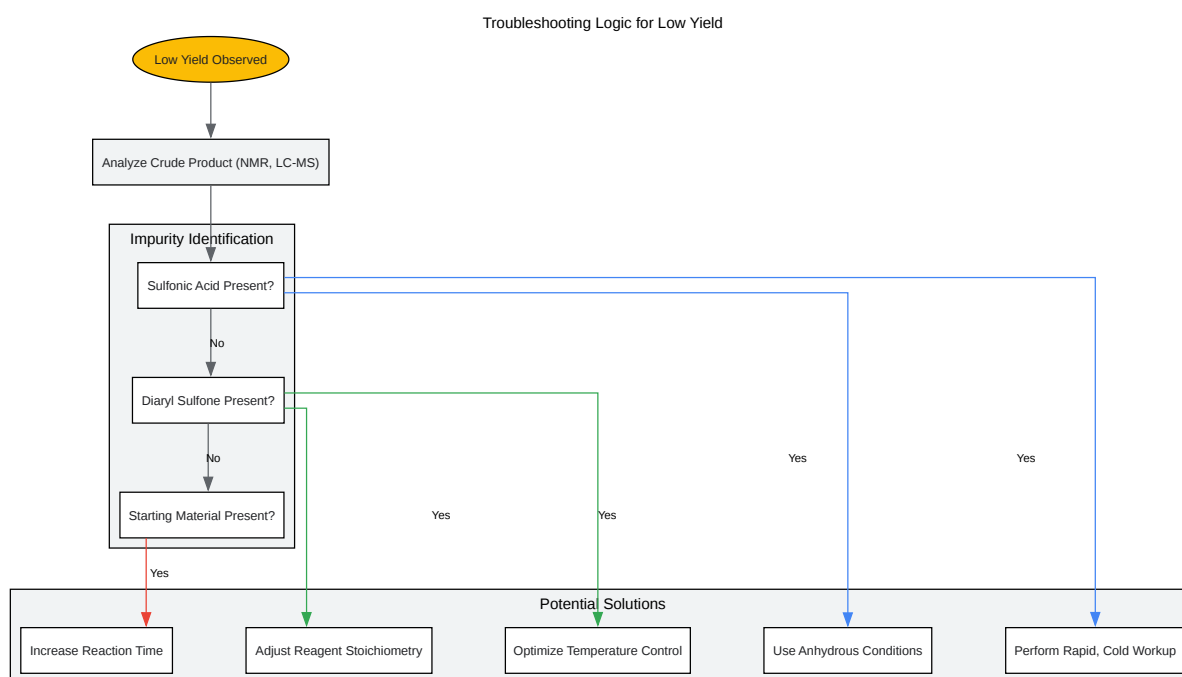 Troubleshooting Logic for Low Yield
Low Yield Observed
Analyze Crude Product (NMR, LC-MS)
Impurity Identification
Sulfonic Acid Present?
No
Diaryl Sulfone Present?
No
Yes
Yes
Starting Material Present?
Yes
Yes
Yes
Potential Solutions
Increase Reaction Time
Adjust Reagent Stoichiometry
Optimize Temperature Control
Use Anhydrous Conditions
Perform Rapid, Cold Workup